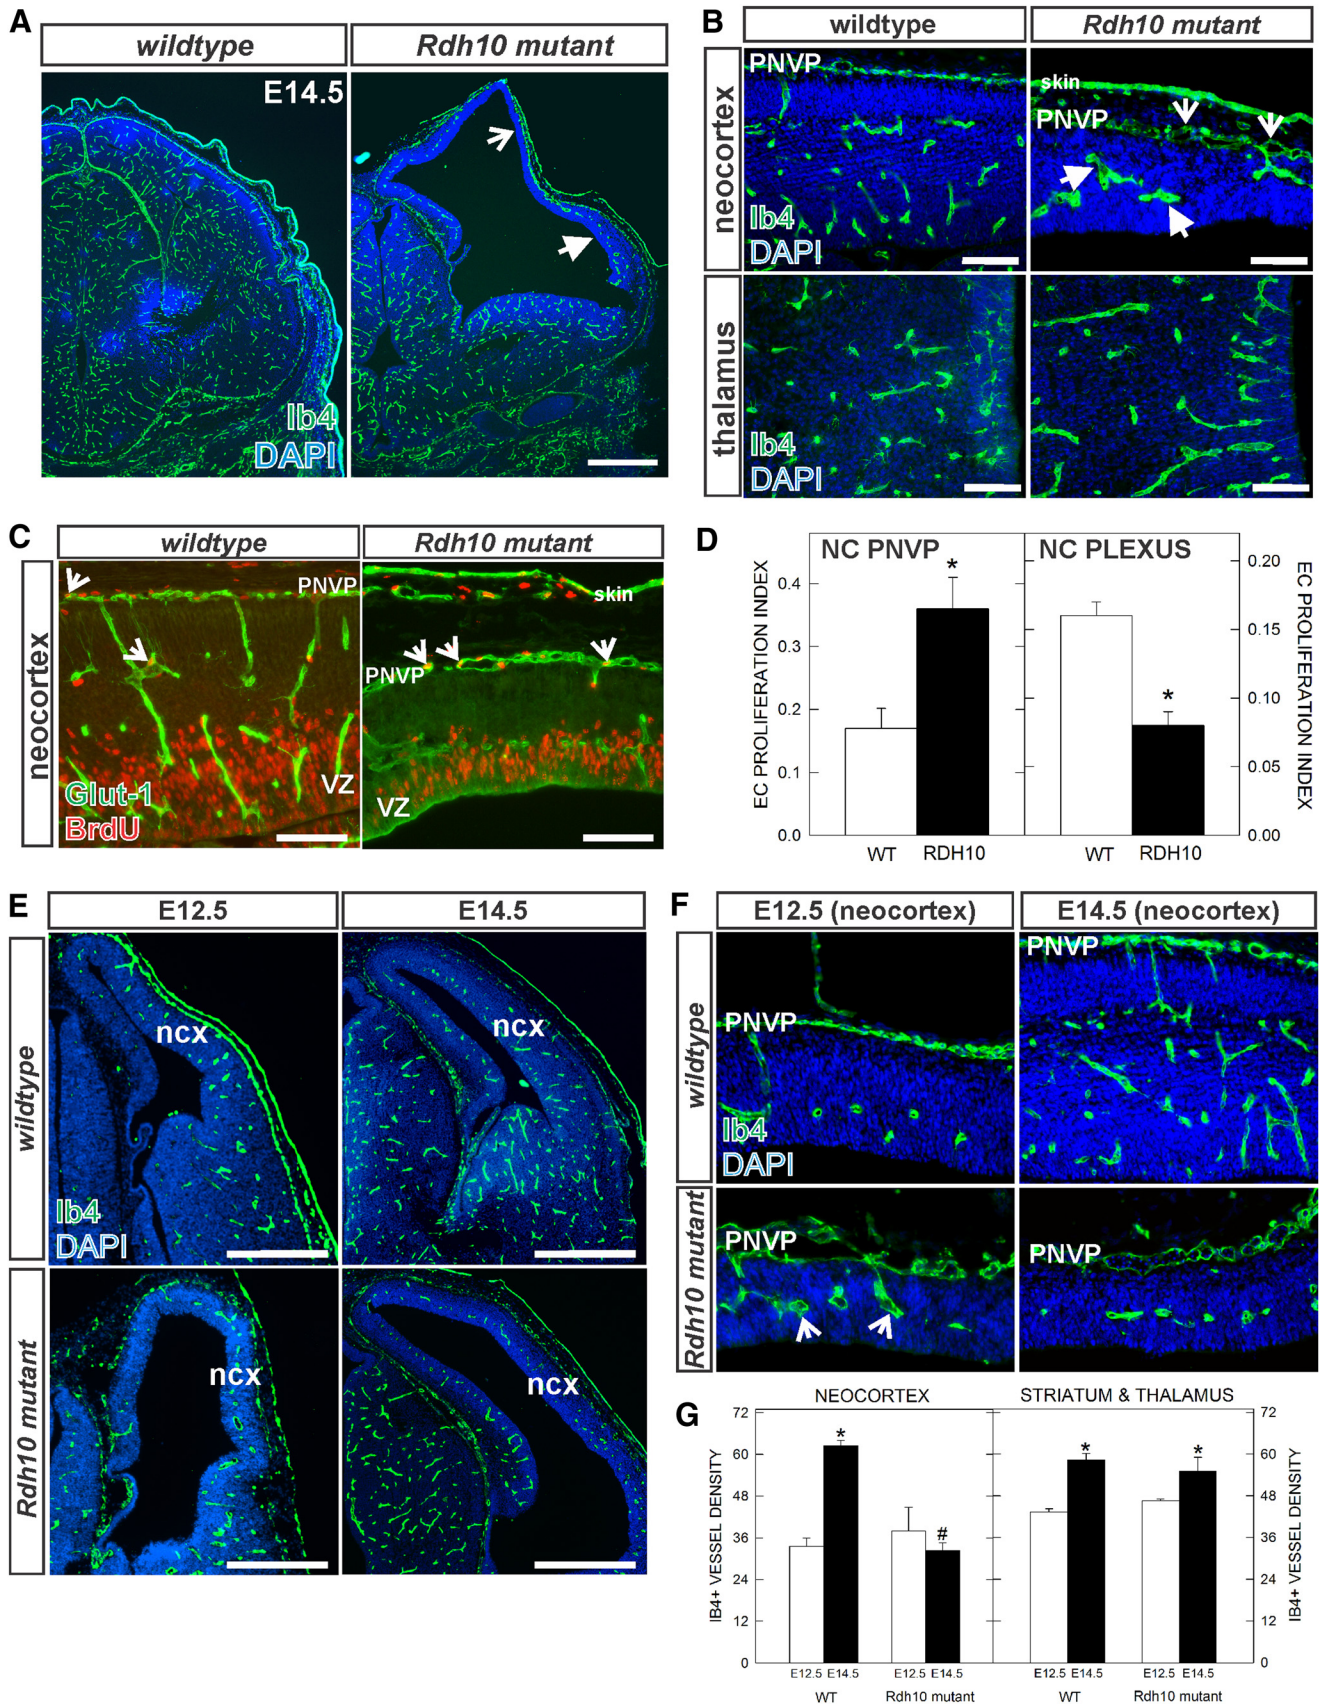 A
wildtype
Rdh10 mutant
E14.5
Ib4
DAPI
B
wildtype
Rdh10 mutant
neocortex
PNVP
Ib4
DAPI
skin
PNVP
thalamus
Ib4
DAPI
C
wildtype
Rdh10 mutant
neocortex
PNVP
VZ
Glut-1
BrdU
skin
PNVP
VZ
D
NC PNVP
NC PLEXUS
EC PROLIFERATION INDEX
0.4
0.3
0.2
0.1
0.0
*
*
0.20
0.15
0.10
0.05
0.00
EC PROLIFERATION INDEX
WT
RDH10
WT
RDH10
E
E12.5
E14.5
wildtype
ncx
Ib4
DAPI
ncx
Rdh10 mutant
ncx
ncx
F
E12.5 (neocortex)
E14.5 (neocortex)
wildtype
PNVP
Ib4
DAPI
PNVP
Rdh10 mutant
PNVP
PNVP
G
NEOCORTEX
STRIATUM & THALAMUS
IB4+ VESSEL DENSITY
72
60
48
36
24
12
0
*
#
*
*
72
60
48
36
24
12
0
IB4+ VESSEL DENSITY
E12.5 E14.5
E12.5 E14.5
E12.5 E14.5
E12.5 E14.5
WT
Rdh10 mutant
WT
Rdh10 mutant